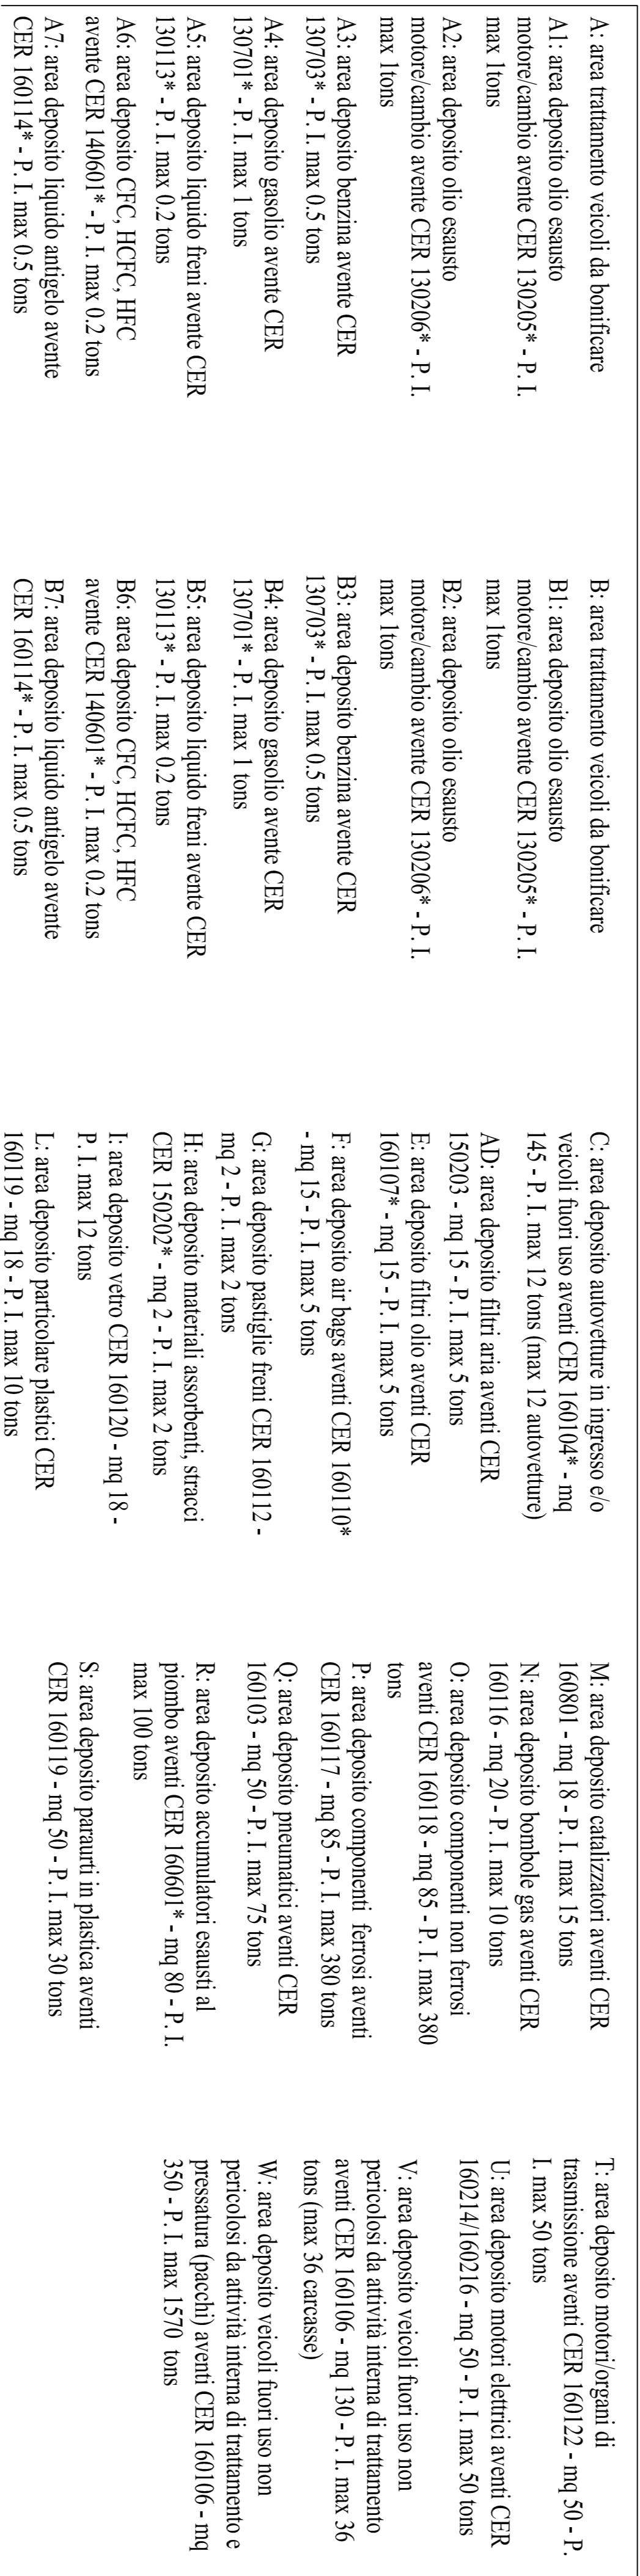 A: area trattamento veicoli da bonificare
A1: area deposito olio esausto
motore/cambio avente CER 130205* - P. I.
max 1tons
A2: area deposito olio esausto
motore/cambio avente CER 130206* - P. I.
max 1tons
A3: area deposito benzina avente CER
130703* - P. I. max 0.5 tons
A4: area deposito gasolio avente CER
130701* - P. I. max 1 tons
A5: area deposito liquido freni avente CER
130113* - P. I. max 0.2 tons
A6: area deposito CFC, HCFC, HFC
avente CER 140601* - P. I. max 0.2 tons
A7: area deposito liquido antigelo avente
CER 160114* - P. I. max 0.5 tons
B: area trattamento veicoli da bonificare
B1: area deposito olio esausto
motore/cambio avente CER 130205* - P. I.
max 1tons
B2: area deposito olio esausto
motore/cambio avente CER 130206* - P. I.
max 1tons
B3: area deposito benzina avente CER
130703* - P. I. max 0.5 tons
B4: area deposito gasolio avente CER
130701* - P. I. max 1 tons
B5: area deposito liquido freni avente CER
130113* - P. I. max 0.2 tons
B6: area deposito CFC, HCFC, HFC
avente CER 140601* - P. I. max 0.2 tons
B7: area deposito liquido antigelo avente
CER 160114* - P. I. max 0.5 tons
C: area deposito autovetture in ingresso e/o
veicoli fuori uso aventi CER 160104* - mq
145 - P. I. max 12 tons (max 12 autovetture)
AD: area deposito filtri aria aventi CER
150203 - mq 15 - P. I. max 5 tons
E: area deposito filtri olio aventi CER
160107* - mq 15 - P. I. max 5 tons
F: area deposito air bags aventi CER 160110*
- mq 15 - P. I. max 5 tons
G: area deposito pastiglie freni CER 160112 -
mq 2 - P. I. max 2 tons
H: area deposito materiali assorbenti, stracci
CER 150202* - mq 2 - P. I. max 2 tons
I: area deposito vetro CER 160120 - mq 18 -
P. I. max 12 tons
L: area deposito particolare plastici CER
160119 - mq 18 - P. I. max 10 tons
M: area deposito catalizzatori aventi CER
160801 - mq 18 - P. I. max 15 tons
N: area deposito bombole gas aventi CER
160116 - mq 20 - P. I. max 10 tons
O: area deposito componenti non ferrosi
aventi CER 160118 - mq 85 - P. I. max 380
tons
P: area deposito componenti  ferrosi aventi
CER 160117 - mq 85 - P. I. max 380 tons
Q: area deposito pneumatici aventi CER
160103 - mq 50 - P. I. max 75 tons
R: area deposito accumulatori esausti al
piombo aventi CER 160601* - mq 80 - P. I.
max 100 tons
S: area deposito paraurti in plastica aventi
CER 160119 - mq 50 - P. I. max 30 tons
T: area deposito motori/organi di
trasmissione aventi CER 160122 - mq 50 - P.
I. max 50 tons
U: area deposito motori elettrici aventi CER
160214/160216 - mq 50 - P. I. max 50 tons
V: area deposito veicoli fuori uso non
pericolosi da attività interna di trattamento
aventi CER 160106 - mq 130 - P. I. max 36
tons (max 36 carcasse)
W: area deposito veicoli fuori uso non
pericolosi da attività interna di trattamento e
pressatura (pacchi) aventi CER 160106 - mq
350 - P. I. max 1570  tons